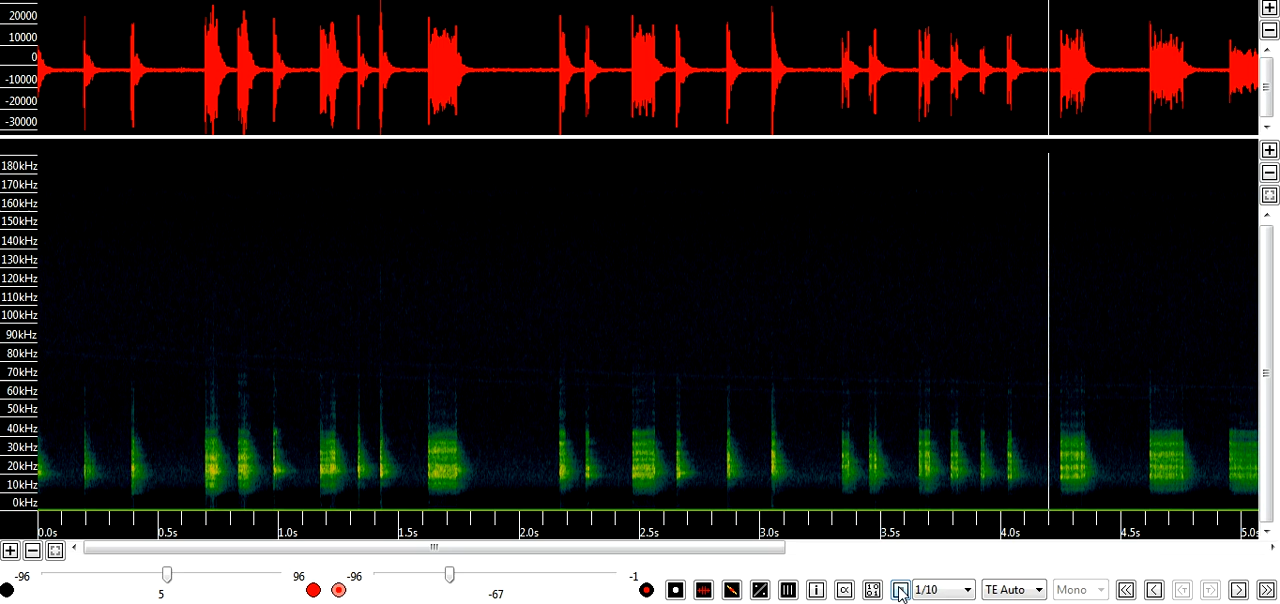 20000
10000
0
-10000
-20000
-30000
180kHz
170kHz
160kHz
150kHz
140kHz
130kHz
120kHz
110kHz
100kHz
90kHz
80kHz
70kHz
60kHz
50kHz
40kHz
30kHz
20kHz
10kHz
0kHz
0.0s 0.5s 1.0s 1.5s 2.0s 2.5s 3.0s 3.5s 4.0s 4.5s 5.0s
-96 96 -96 -1
5 -67
1/10 TE Auto Mono